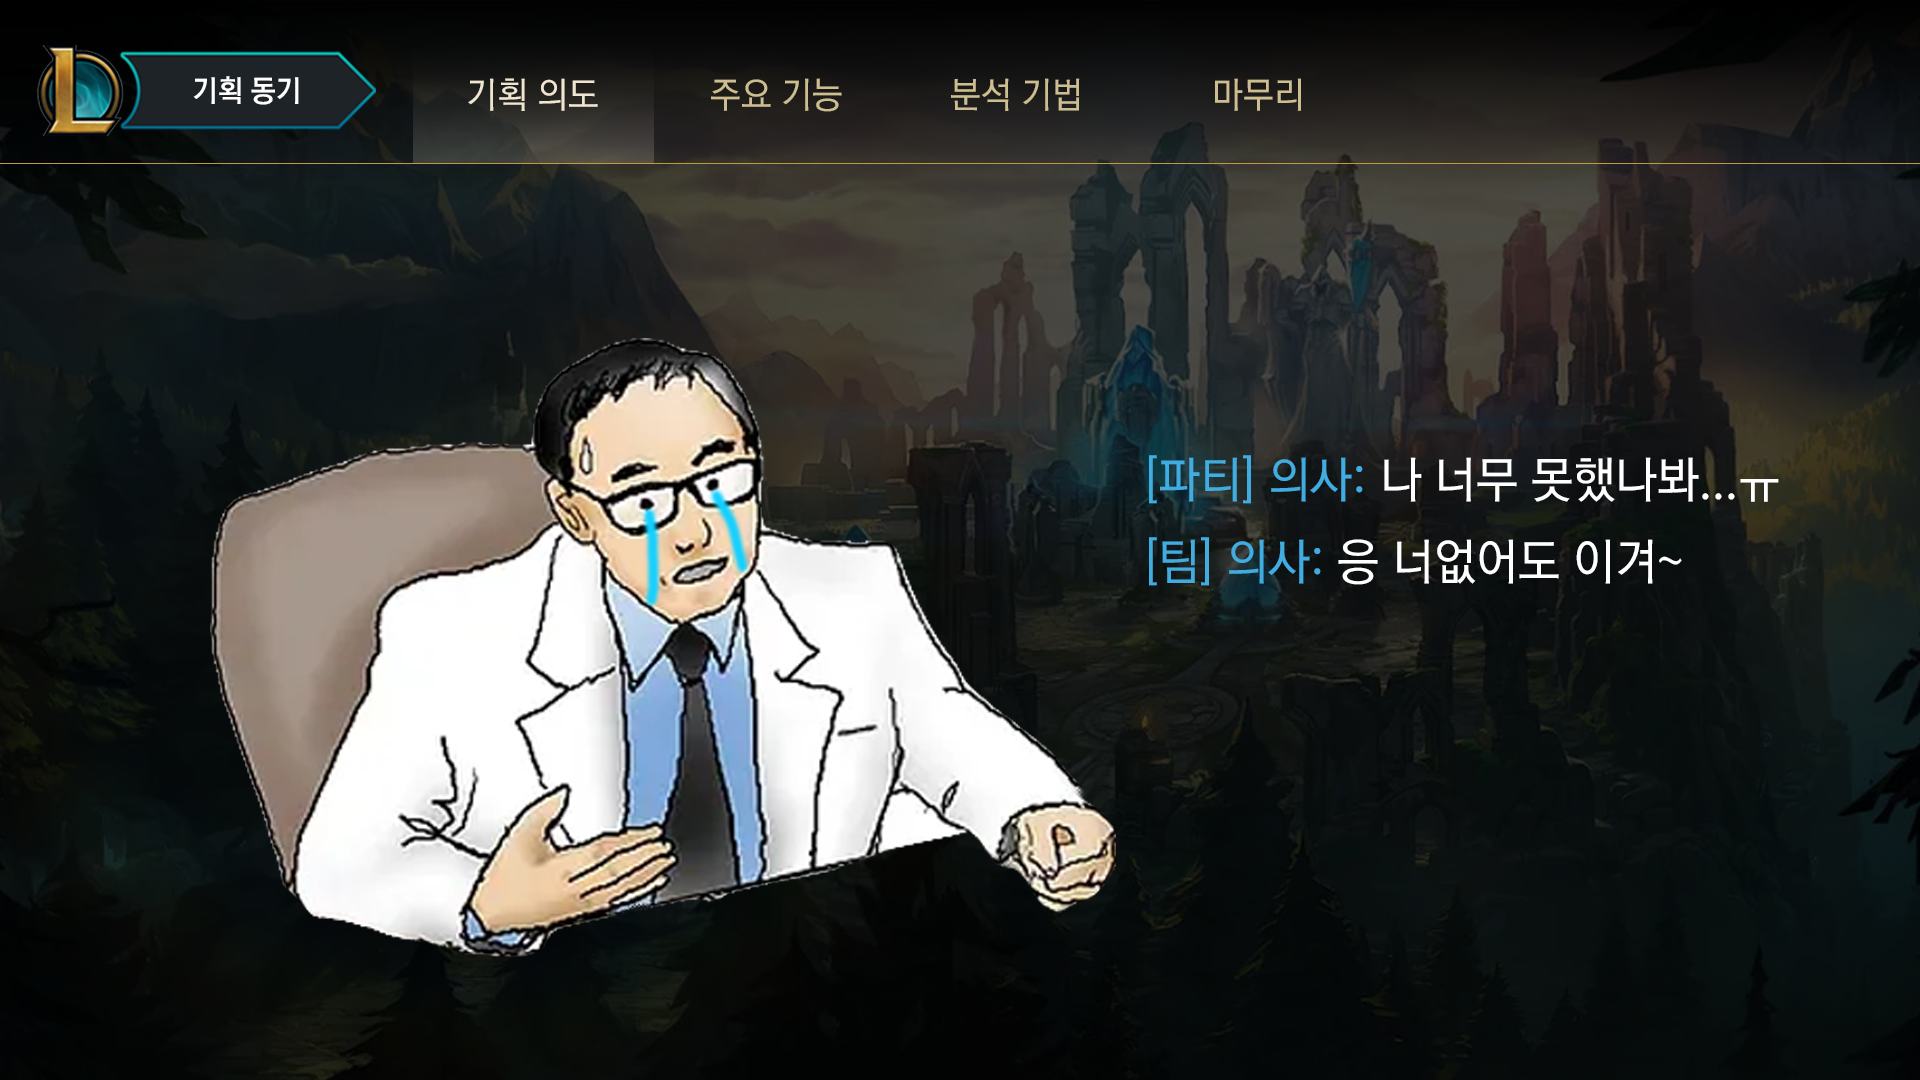 기획 동기
기획 의도
주요 기능
분석 기법
마무리
[파티] 의사: 나 너무 못했나봐...ㅠ
[팀] 의사: 응 너없어도 이겨~